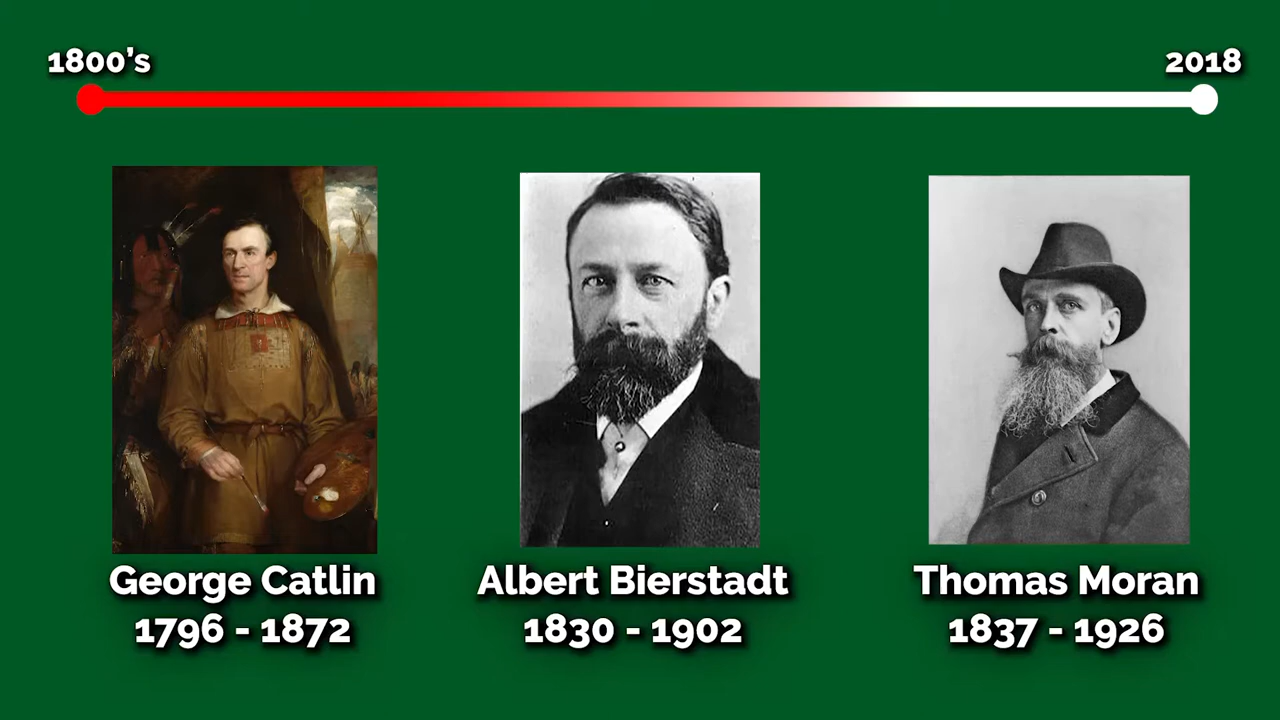 1800's
2018
George Catlin
1796 - 1872
Albert Bierstadt
1830 - 1902
Thomas Moran
1837 - 1926